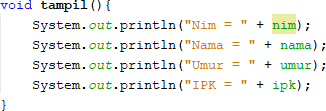 void tampil(){
System.out.println("Nim = " + nim);
System.out.println("Nama = " + nama);
System.out.println("Umur = " + umur);
System.out.println("IPK = " + ipk);
}